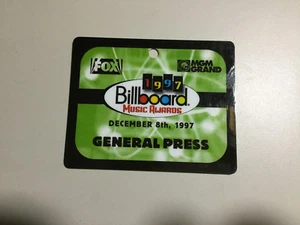 FOX
MGM
GRAND
1997
Billboard
MUSIC AWARDS
DECEMBER 8th, 1997
GENERAL PRESS